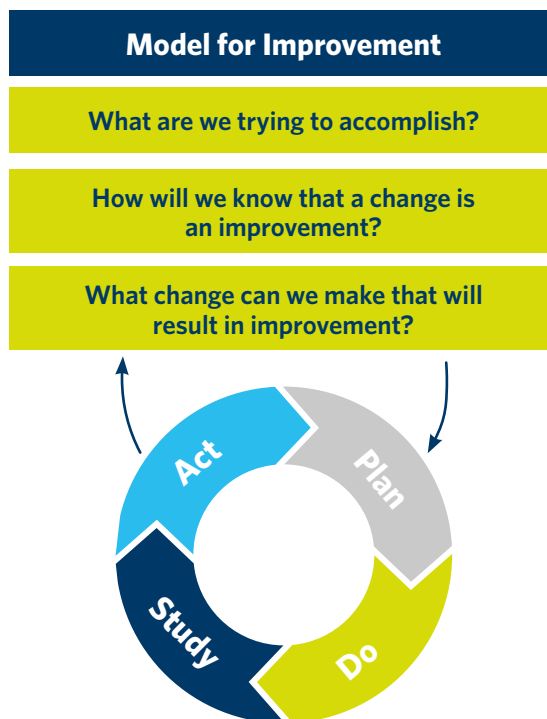 Model for Improvement
What are we trying to accomplish?
How will we know that a change is
an improvement?
What change can we make that will
result in improvement?
Act
Plan
Study
Do